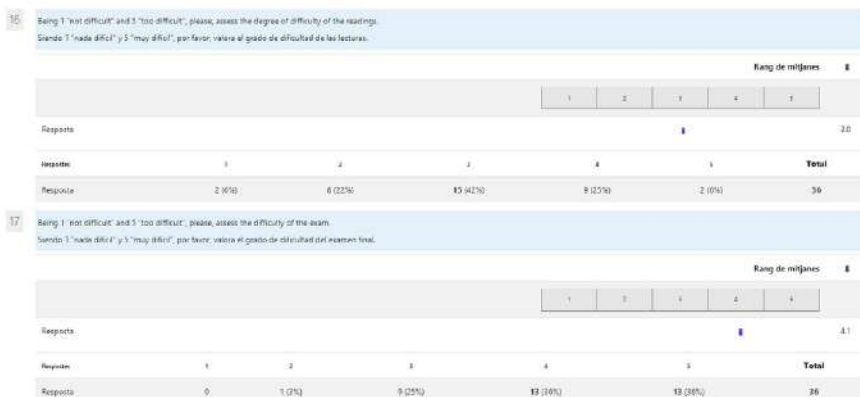 16
Being 1 "not difficult" and 5 "too difficult", please, assess the degree of difficulty of the readings.
Siendo 1 "nada difícil" y 5 "muy difícil", por favor, valora el grado de dificultad de las lecturas.
Rang de mitjanes
1 2 3 4 5
Resposta 3.0
Respostes 1 2 3 4 5 Total
Resposta 2 (6%) 8 (22%) 15 (42%) 9 (25%) 2 (6%) 36
17
Being 1 "not difficult" and 5 "too difficult", please, assess the difficulty of the exam.
Siendo 1 "nada difícil" y 5 "muy difícil", por favor, valora el grado de dificultad del examen final.
Rang de mitjanes
1 2 3 4 5
Resposta 4.1
Respostes 1 2 3 4 5 Total
Resposta 0 1 (3%) 9 (25%) 13 (36%) 13 (36%) 36